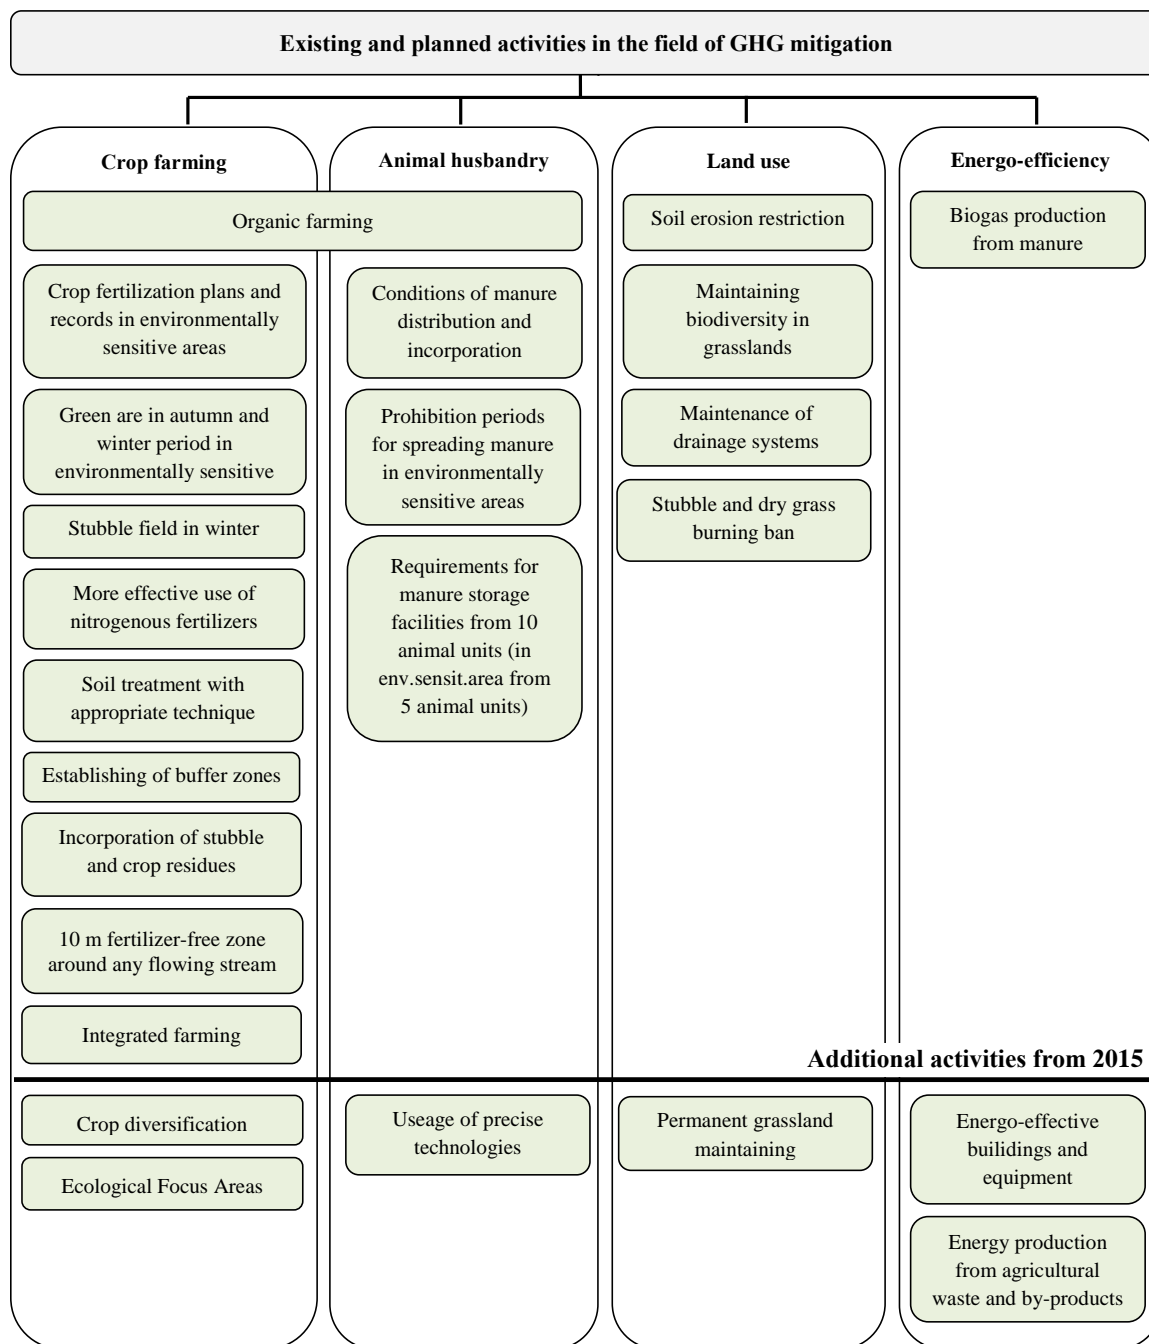 Existing and planned activities in the field of GHG mitigation
Crop farming
Animal husbandry
Land use
Energo-efficiency
Organic farming
Crop fertilization plans and
records in environmentally
sensitive areas
Green are in autumn and
winter period in
environmentally sensitive
Stubble field in winter
More effective use of
nitrogenous fertilizers
Soil treatment with
appropriate technique
Establishing of buffer zones
Incorporation of stubble
and crop residues
10 m fertilizer-free zone
around any flowing stream
Integrated farming
Conditions of manure
distribution and
incorporation
Prohibition periods
for spreading manure
in environmentally
sensitive areas
Requirements for
manure storage
facilities from 10
animal units (in
env.sensit.area from
5 animal units)
Soil erosion restriction
Maintaining
biodiversity in
grasslands
Maintenance of
drainage systems
Stubble and dry grass
burning ban
Biogas production
from manure
Additional activities from 2015
Crop diversification
Ecological Focus Areas
Useage of precise
technologies
Permanent grassland
maintaining
Energo-effective
builidings and
equipment
Energy production
from agricultural
waste and by-products